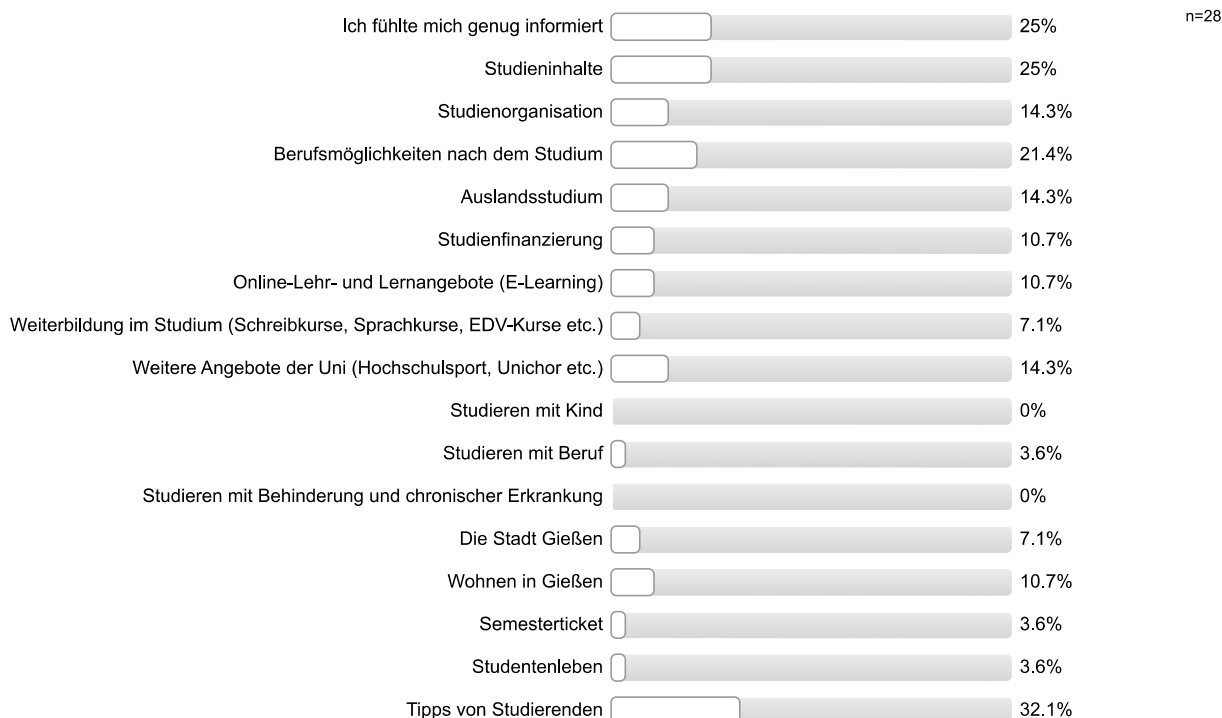 n=28
Ich fühlte mich genug informiert 25%
Studieninhalte 25%
Studienorganisation 14.3%
Berufsmöglichkeiten nach dem Studium 21.4%
Auslandsstudium 14.3%
Studienfinanzierung 10.7%
Online-Lehr- und Lernangebote (E-Learning) 10.7%
Weiterbildung im Studium (Schreibkurse, Sprachkurse, EDV-Kurse etc.) 7.1%
Weitere Angebote der Uni (Hochschulsport, Unichor etc.) 14.3%
Studieren mit Kind 0%
Studieren mit Beruf 3.6%
Studieren mit Behinderung und chronischer Erkrankung 0%
Die Stadt Gießen 7.1%
Wohnen in Gießen 10.7%
Semesterticket 3.6%
Studentenleben 3.6%
Tipps von Studierenden 32.1%